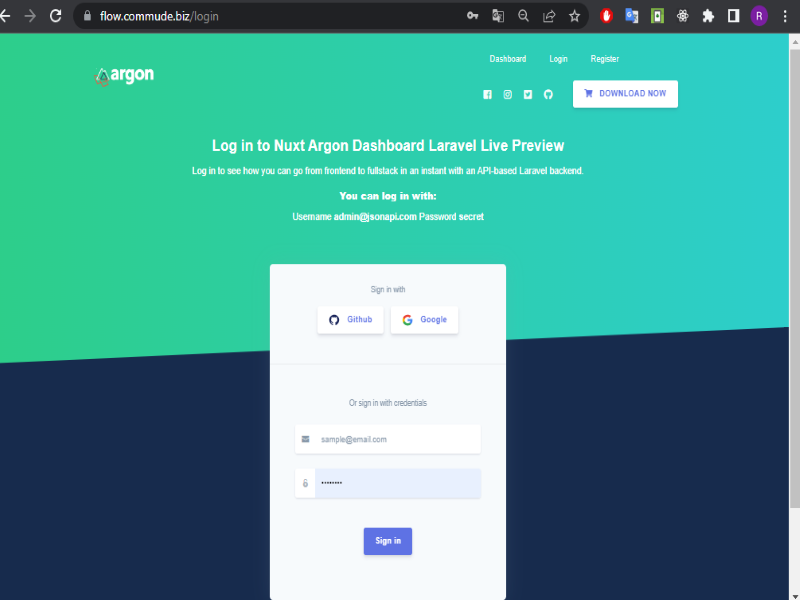 flow.commude.biz/login
R
argon
Dashboard Login Register
DOWNLOAD NOW
Log in to Nuxt Argon Dashboard Laravel Live Preview
Log in to see how you can go from frontend to fullstack in an instant with an API-based Laravel backend.
You can log in with:
Username admin@jsonapi.com Password secret
Sign in with
Github Google
Or sign in with credentials
sample@email.com
••••••••
Sign in